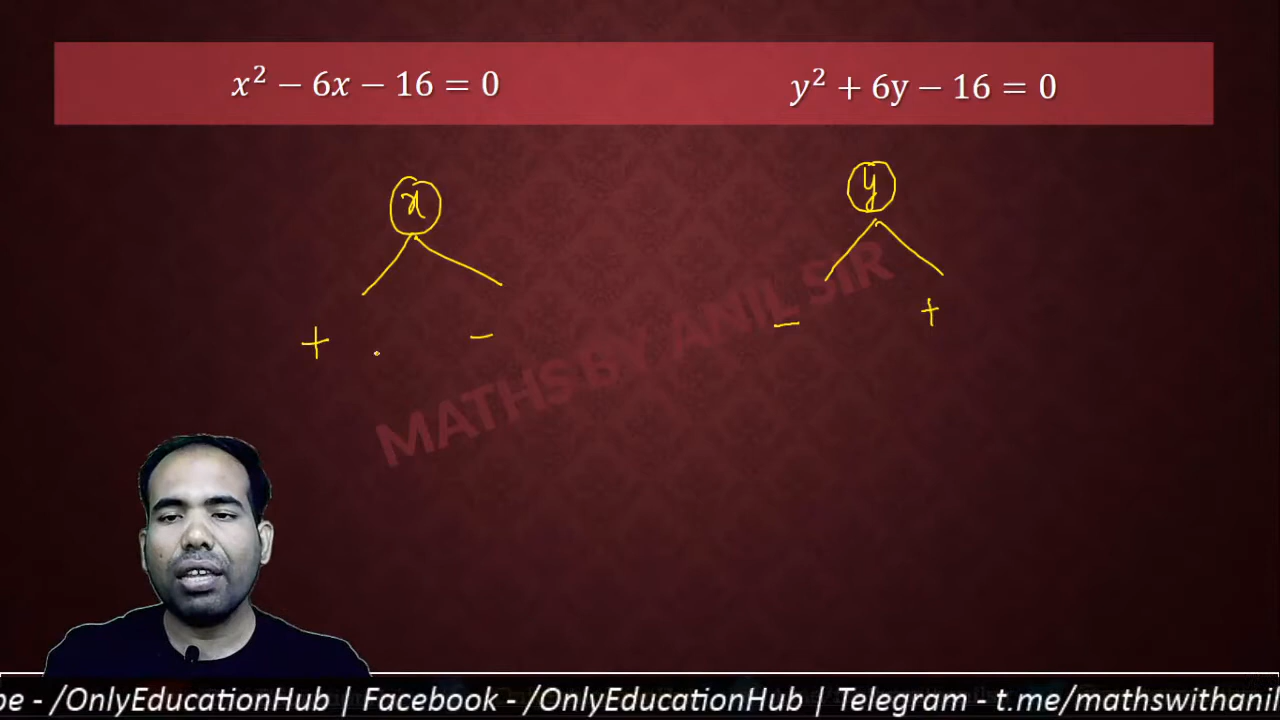 x² − 6x − 16 = 0
y² + 6y − 16 = 0
x
y
+ −
− +
MATHS BY ANIL SIR
be - /OnlyEducationHub | Facebook - /OnlyEducationHub | Telegram - t.me/mathswithanil